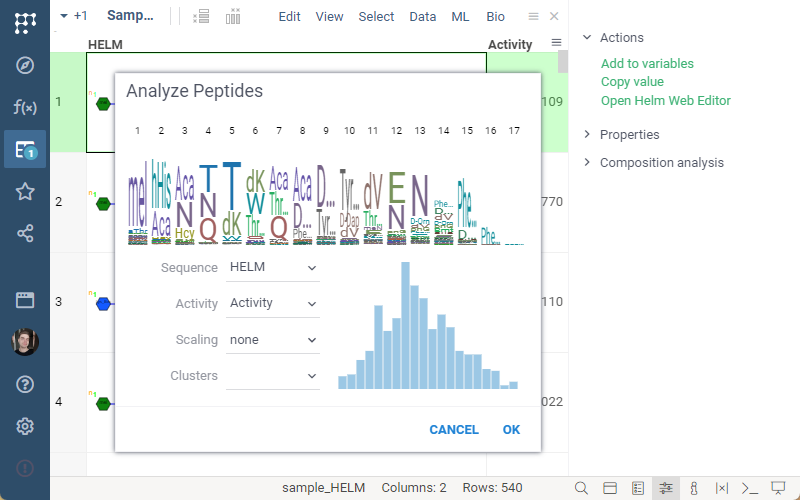 +1 Samp... Edit View Select Data ML Bio
HELM Activity
Actions
Add to variables
Copy value
Open Helm Web Editor
Properties
Composition analysis
f(x)
1
1 109
2 770
3 110
4 022
Analyze Peptides
1 2 3 4 5 6 7 8 9 10 11 12 13 14 15 16 17
meI hHis Aca T T dK Aca Aca D... Tyr... dV E N Phe... Phe... Phe...
Aca N N dK W Thr... D... Tyr... D-Dap Thr... N D-Orn
Hcy Q Thr... Q Phe... dV dV D...
Sequence HELM
Activity Activity
Scaling none
Clusters
CANCEL OK
sample_HELM Columns: 2 Rows: 540